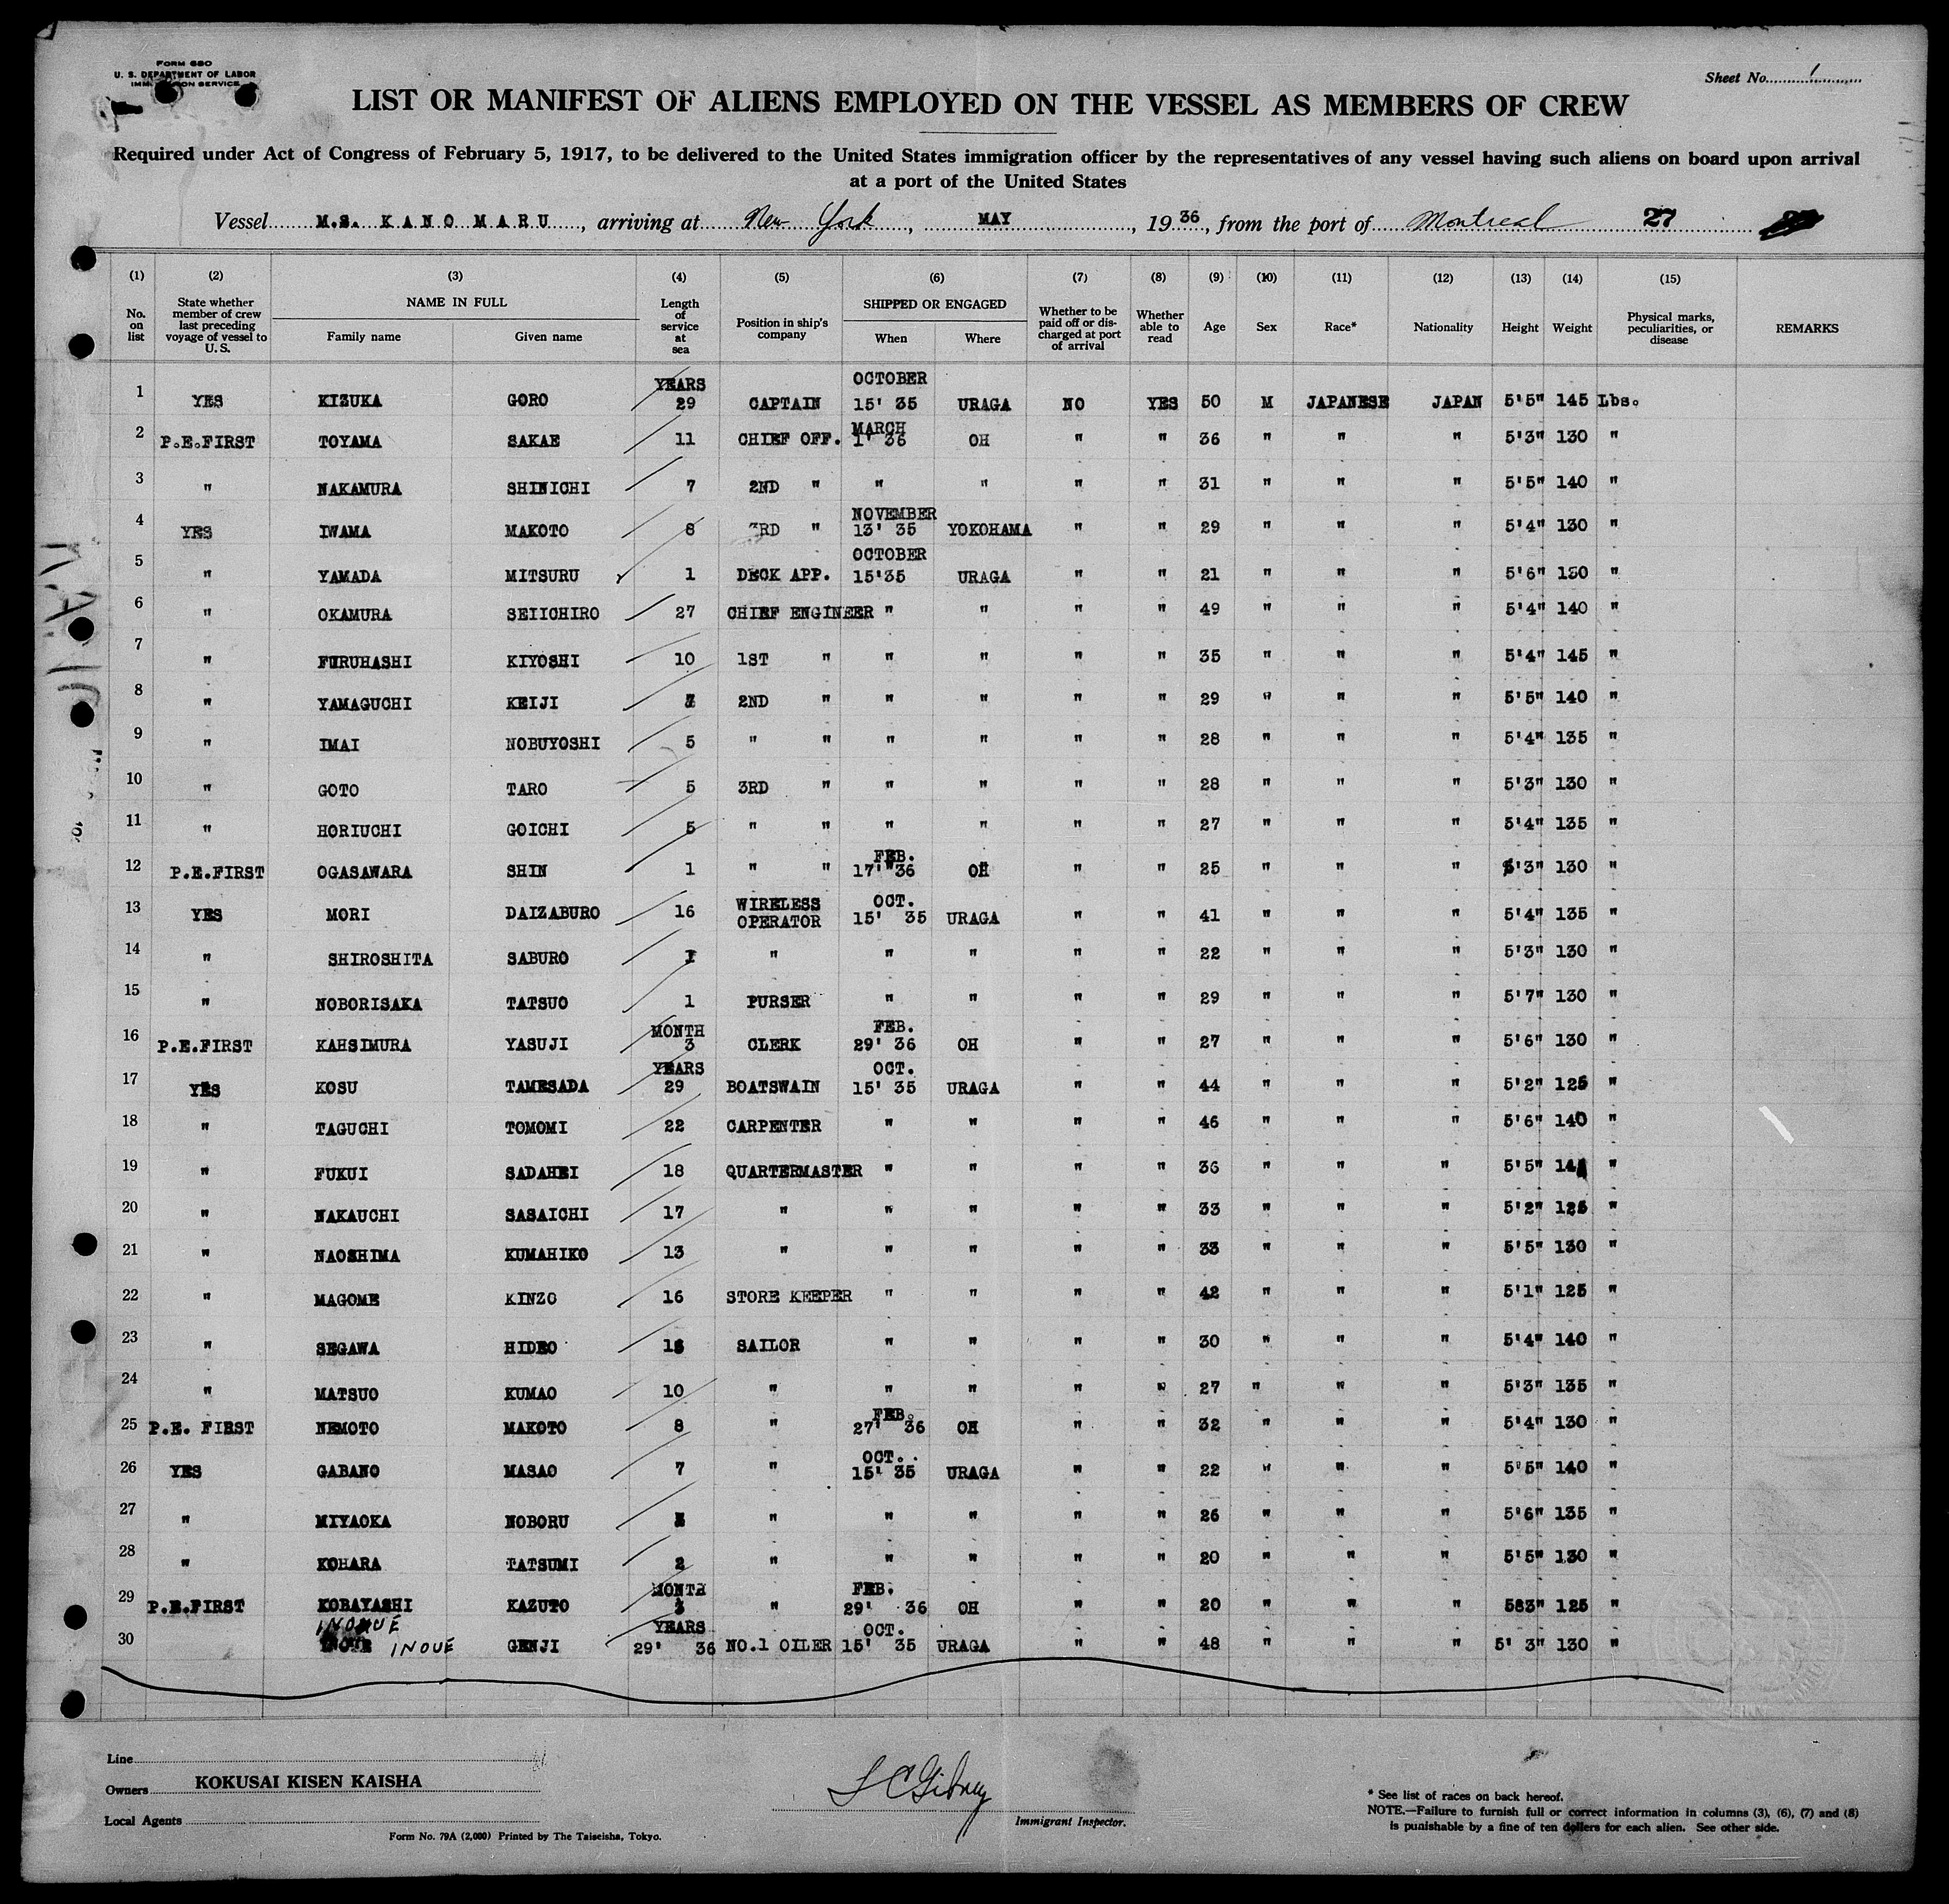 FORM 680
U. S. DEPARTMENT OF LABOR
IMMIGRATION SERVICE
Sheet No. 1
LIST OR MANIFEST OF ALIENS EMPLOYED ON THE VESSEL AS MEMBERS OF CREW
Required under Act of Congress of February 5, 1917, to be delivered to the United States immigration officer by the representatives of any vessel having such aliens on board upon arrival
at a port of the United States
Vessel M.S. KANO MARU, arriving at New York, MAY, 1936, from the port of Montreal 27
(1) (2) (3) (4) (5) (6) (7) (8) (9) (10) (11) (12) (13) (14) (15)
No. on list State whether member of crew last preceding voyage of vessel to U. S. NAME IN FULL Family name Given name Length of service at sea Position in ship's company SHIPPED OR ENGAGED When Where Whether to be paid off or discharged at port of arrival Whether able to read Age Sex Race* Nationality Height Weight Physical marks, peculiarities, or disease REMARKS
1 YES KIZUKA GORO YEARS 29 CAPTAIN OCTOBER 15' 35 URAGA NO YES 50 M JAPANESE JAPAN 5'5" 145 Lbs.
2 P.E.FIRST TOYAMA SAKAE 11 CHIEF OFF. MARCH 1' 36 OH " " 36 " " " 5'3" 130 "
3 " NAKAMURA SHINICHI 7 2ND " " " " " 31 " " " 5'5" 140 "
4 YES IWAMA MAKOTO 8 3RD " NOVEMBER 13' 35 YOKOHAMA " " 29 " " " 5'4" 130 "
5 " YAMADA MITSURU 1 DECK APP. OCTOBER 15'35 URAGA " " 21 " " " 5'6" 130 "
6 " OKAMURA SEIICHIRO 27 CHIEF ENGINEER " " " " 49 " " " 5'4" 140 "
7 " FURUHASHI KIYOSHI 10 1ST " " " " " 35 " " " 5'4" 145 "
8 " YAMAGUCHI KEIJI 7 2ND " " " " " 29 " " " 5'5" 140 "
9 " IMAI NOBUYOSHI 5 " " " " " " 28 " " " 5'4" 135 "
10 " GOTO TARO 5 3RD " " " " " 28 " " " 5'3" 130 "
11 " HORIUCHI GOICHI 5 " " " " " " 27 " " " 5'4" 135 "
12 P.E.FIRST OGASAWARA SHIN 1 " " FEB. 17' 36 OH " " 25 " " " 5'3" 130 "
13 YES MORI DAIZABURO 16 WIRELESS OPERATOR OCT. 15' 35 URAGA " " 41 " " " 5'4" 135 "
14 " SHIROSHITA SABURO 1 " " " " " 22 " " " 5'3" 130 "
15 " NOBORISAKA TATSUO 1 PURSER " " " " 29 " " " 5'7" 130 "
16 P.E.FIRST KAHSIMURA YASUJI MONTH 3 CLERK FEB. 29' 36 OH " " 27 " " " 5'6" 130 "
17 YES KOSU TAMESADA YEARS 29 BOATSWAIN OCT. 15' 35 URAGA " " 44 " " " 5'2" 125 "
18 " TAGUCHI TOMOMI 22 CARPENTER " " " " 46 " " " 5'6" 140 "
19 " FUKUI SADAHEI 18 QUARTERMASTER " " " " 36 " " " 5'5" "
20 " NAKAUCHI SASAICHI 17 " " " " " 33 " " " 5'2" 125 "
21 " NAOSHIMA KUMAHIKO 13 " " " " " 33 " " " 5'5" 130 "
22 " MAGOME KINZO 16 STORE KEEPER " " " " 42 " " " 5'1" 125 "
23 " SEGAWA HIDEO SAILOR " " " " 30 " " " 5'4" 140 "
24 " MATSUO KUMAO 10 " " " " " 27 " " " 5'3" 135 "
25 P.E. FIRST NEMOTO MAKOTO 8 " FEB. 27' 36 OH " " 32 " " " 5'4" 130 "
26 YES GABANO MASAO 7 " OCT. 15' 35 URAGA " " 22 " " " 5'5" 140 "
27 " MIYAOKA NOBORU " " " " " 26 " " " 5'6" 135 "
28 " KOHARA TATSUMI 2 " " " " " 20 " " " 5'5" 130 "
29 P.E.FIRST KOBAYASHI KAZUTO MONTH 3 " FEB. 29' 36 OH " " 20 " " " 583" 125 "
INOUE
30 INOUE GENJI YEARS 29' 36 NO.1 OILER OCT. 15' 35 URAGA " " 48 " " " 5' 3" 130 "
Line
Owners KOKUSAI KISEN KAISHA
Local Agents
Form No. 79A (2,000) Printed by The Taiseisha, Tokyo.
L C Gibney
Immigrant Inspector.
* See list of races on back hereof.
NOTE.—Failure to furnish full or correct information in columns (3), (6), (7) and (8)
is punishable by a fine of ten dollars for each alien. See other side.